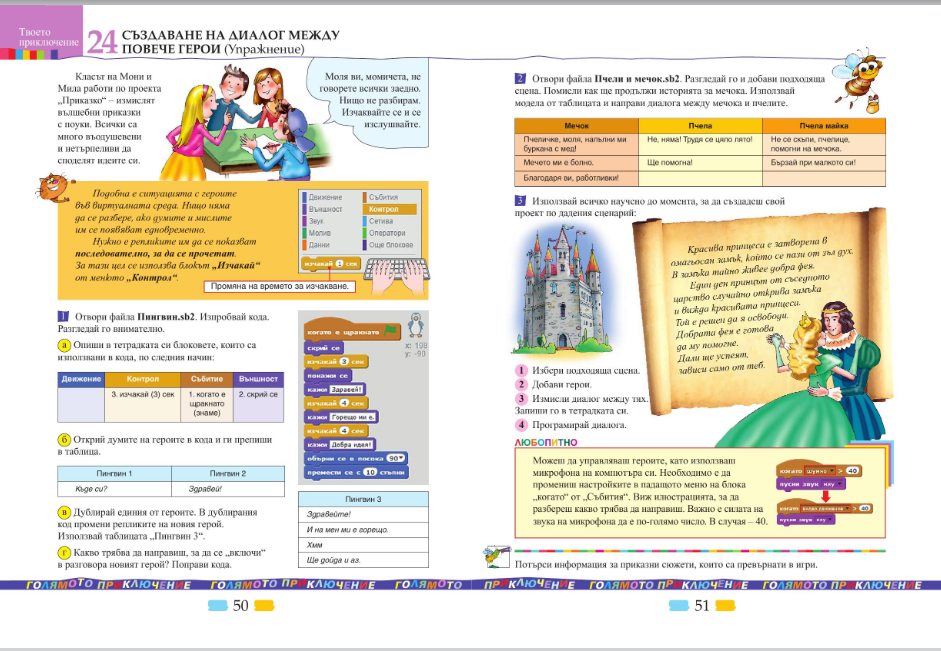 Твоето
приключение
24
СЪЗДАВАНЕ НА ДИАЛОГ МЕЖДУ
ПОВЕЧЕ ГЕРОИ (Упражнение)
Класът на Мони и
Мила работи по проекта
„Приказко“ – измислят
вълшебни приказки
с поуки. Всички са
много въодушевени
и нетърпеливи да
споделят идеите си.
Моля ви, момичета, не
говорете всички заедно.
Нищо не разбирам.
Изчаквайте се и се
изслушвайте.
Подобна е ситуацията с героите
във виртуалната среда. Нищо няма
да се разбере, ако думите и мислите
им се появяват едновременно.
Нужно е репликите им да се показват
последователно, за да се прочетат.
За тази цел се използва блокът „Изчакай“
от менюто „Контрол“.
Движение
Събития
Външност
Контрол
Звук
Сетива
Молив
Оператори
Данни
Още блокове
изчакай 1 сек
Промяна на времето за изчакване.
1 Отвори файла Пингвин.sb2. Изпробвай кода.
Разгледай го внимателно.
а Опиши в тетрадката си блоковете, които са
използвани в кода, по следния начин:
Движение Контрол Събитие Външност
3. изчакай (3) сек 1. когато е щракнато (знаме) 2. скрий се
б Открий думите на героите в кода и ги препиши
в таблица.
Пингвин 1 Пингвин 2
Къде си? Здравей!
в Дублирай единия от героите. В дублирания
код промени репликите на новия герой.
Използвай таблицата „Пингвин 3“.
г Какво трябва да направиш, за да се „включи“
в разговора новият герой? Поправи кода.
когато е щракнато
скрий се
изчакай 3 сек
покажи се
кажи Здравей!
изчакай 4 сек
кажи Горещо ми е.
изчакай 4 сек
кажи Добра идея!
обърни се в посока 90
премести се с 10 стъпки
y: -90
Пингвин 3
Здравейте!
И на мен ми е горещо.
Хмм
Ще дойда и аз.
ГОЛЯМОТО ПРИКЛЮЧЕНИЕ ГОЛЯМОТО ПРИКЛЮЧЕНИЕ ГОЛЯМОТО
50
2 Отвори файла Пчели и мечок.sb2. Разгледай го и добави подходяща
сцена. Помисли как ще продължи историята за мечока. Използвай
модела от таблицата и направи диалога между мечока и пчелите.
Мечок Пчела Пчела майка
Пчеличке, моля, напълни ми буркана с мед! Не, няма! Трудя се цяло лято! Не се скъпи, пчелице, помогни на мечока.
Мечето ми е болно. Ще помогна! Бързай при малкото си!
Благодаря ви, работливки!
3 Използвай всичко научено до момента, за да създадеш свой
проект по дадения сценарий:
Красива принцеса е затворена в
омагьосан замък, който се пази от зъл дух.
В замъка тайно живее добра фея.
Един ден принцът от съседното
царство случайно открива замъка
и вижда красивата принцеса.
Той е решен да я освободи.
Добрата фея е готова
да му помогне.
Дали ще успеят,
зависи само от теб.
1 Избери подходяща сцена.
2 Добави герои.
3 Измисли диалог между тях.
Запиши го в тетрадката си.
4 Програмирай диалога.
ЛЮБОПИТНО
Можеш да управляваш героите, като използваш
микрофона на компютъра си. Необходимо е да
промениш настройките в падащото меню на блока
„когато“ от „Събития“. Виж илюстрацията, за да
разбереш какво трябва да направиш. Важно е силата на
звука на микрофона да е по-голямо число. В случая – 40.
когато шумно > 40
пусни звук мяу
когато > 40
пусни звук мяу
Потърси информация за приказни сюжети, които са превърнати в игри.
ПРИКЛЮЧЕНИЕ ГОЛЯМОТО ПРИКЛЮЧЕНИЕ ГОЛЯМОТО ПРИКЛЮЧЕНИЕ
51